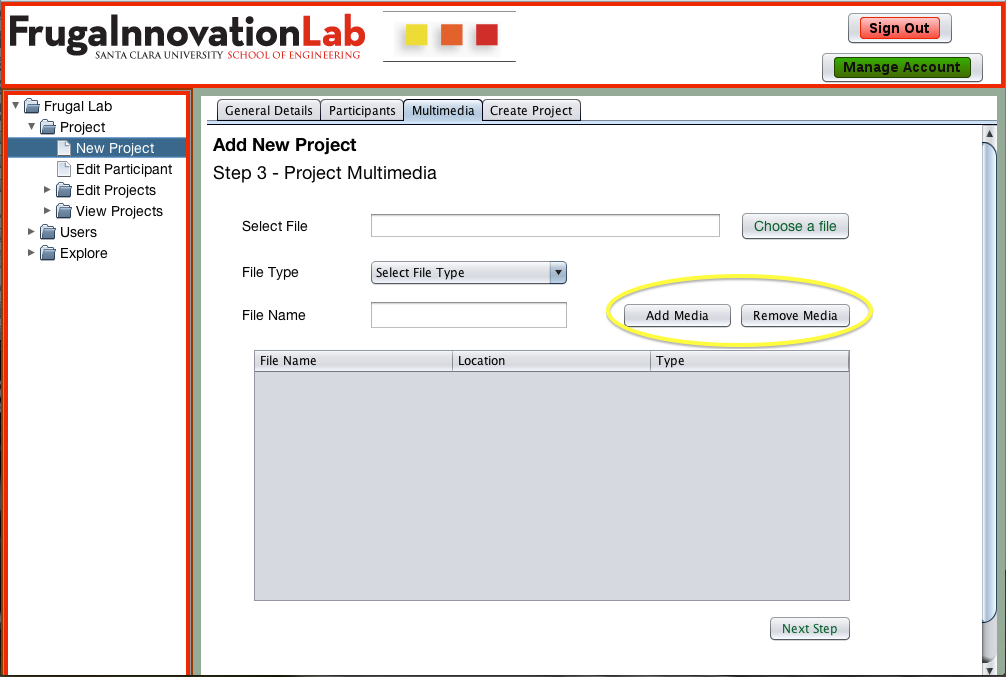 FrugalnnovationLab
SANTA CLARA UNIVERSITY SCHOOL OF ENGINEERING
Sign Out
Manage Account
Frugal Lab
Project
New Project
Edit Participant
Edit Projects
View Projects
Users
Explore
General Details Participants Multimedia Create Project
Add New Project
Step 3 - Project Multimedia
Select File Choose a file
File Type Select File Type
File Name Add Media Remove Media
File Name Location Type
Next Step